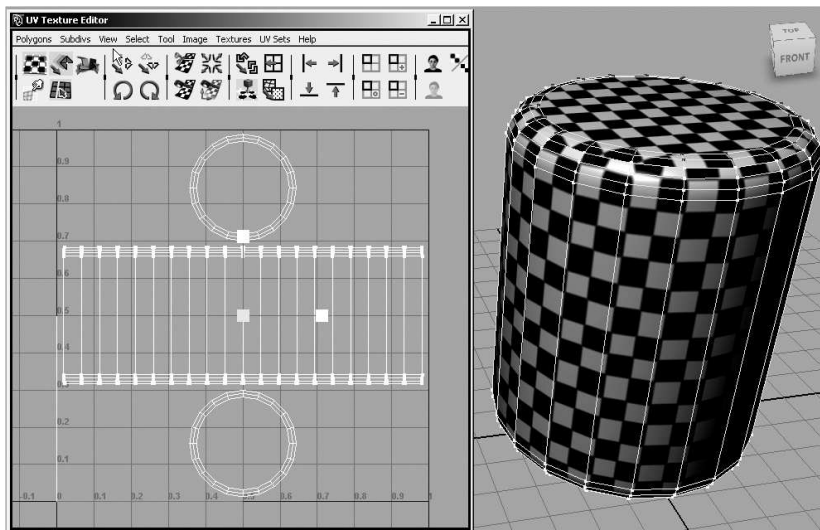 UV Texture Editor
Polygons Subdivs View Select Tool Image Textures UV Sets Help
TOP
FRONT
1
0.9
0.8
0.7
0.6
0.5
0.4
0.3
0.2
0.1
-0.1 0 0.1 0.2 0.3 0.4 0.5 0.6 0.7 0.8 0.9 1